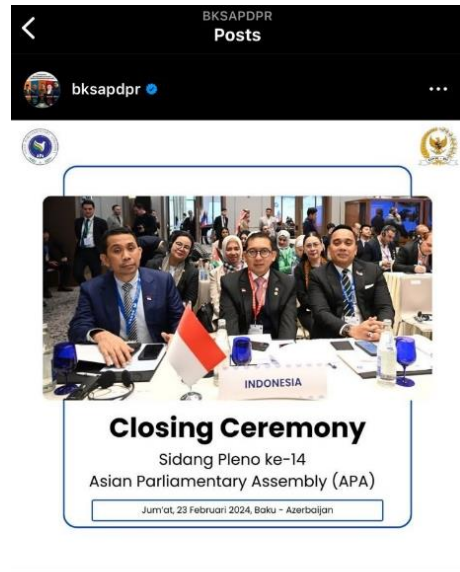 BKSAPDPR
Posts
bksapdpr
INDONESIA
Closing Ceremony
Sidang Pleno ke-14
Asian Parliamentary Assembly (APA)
Jum'at, 23 Februari 2024, Baku - Azerbaijan